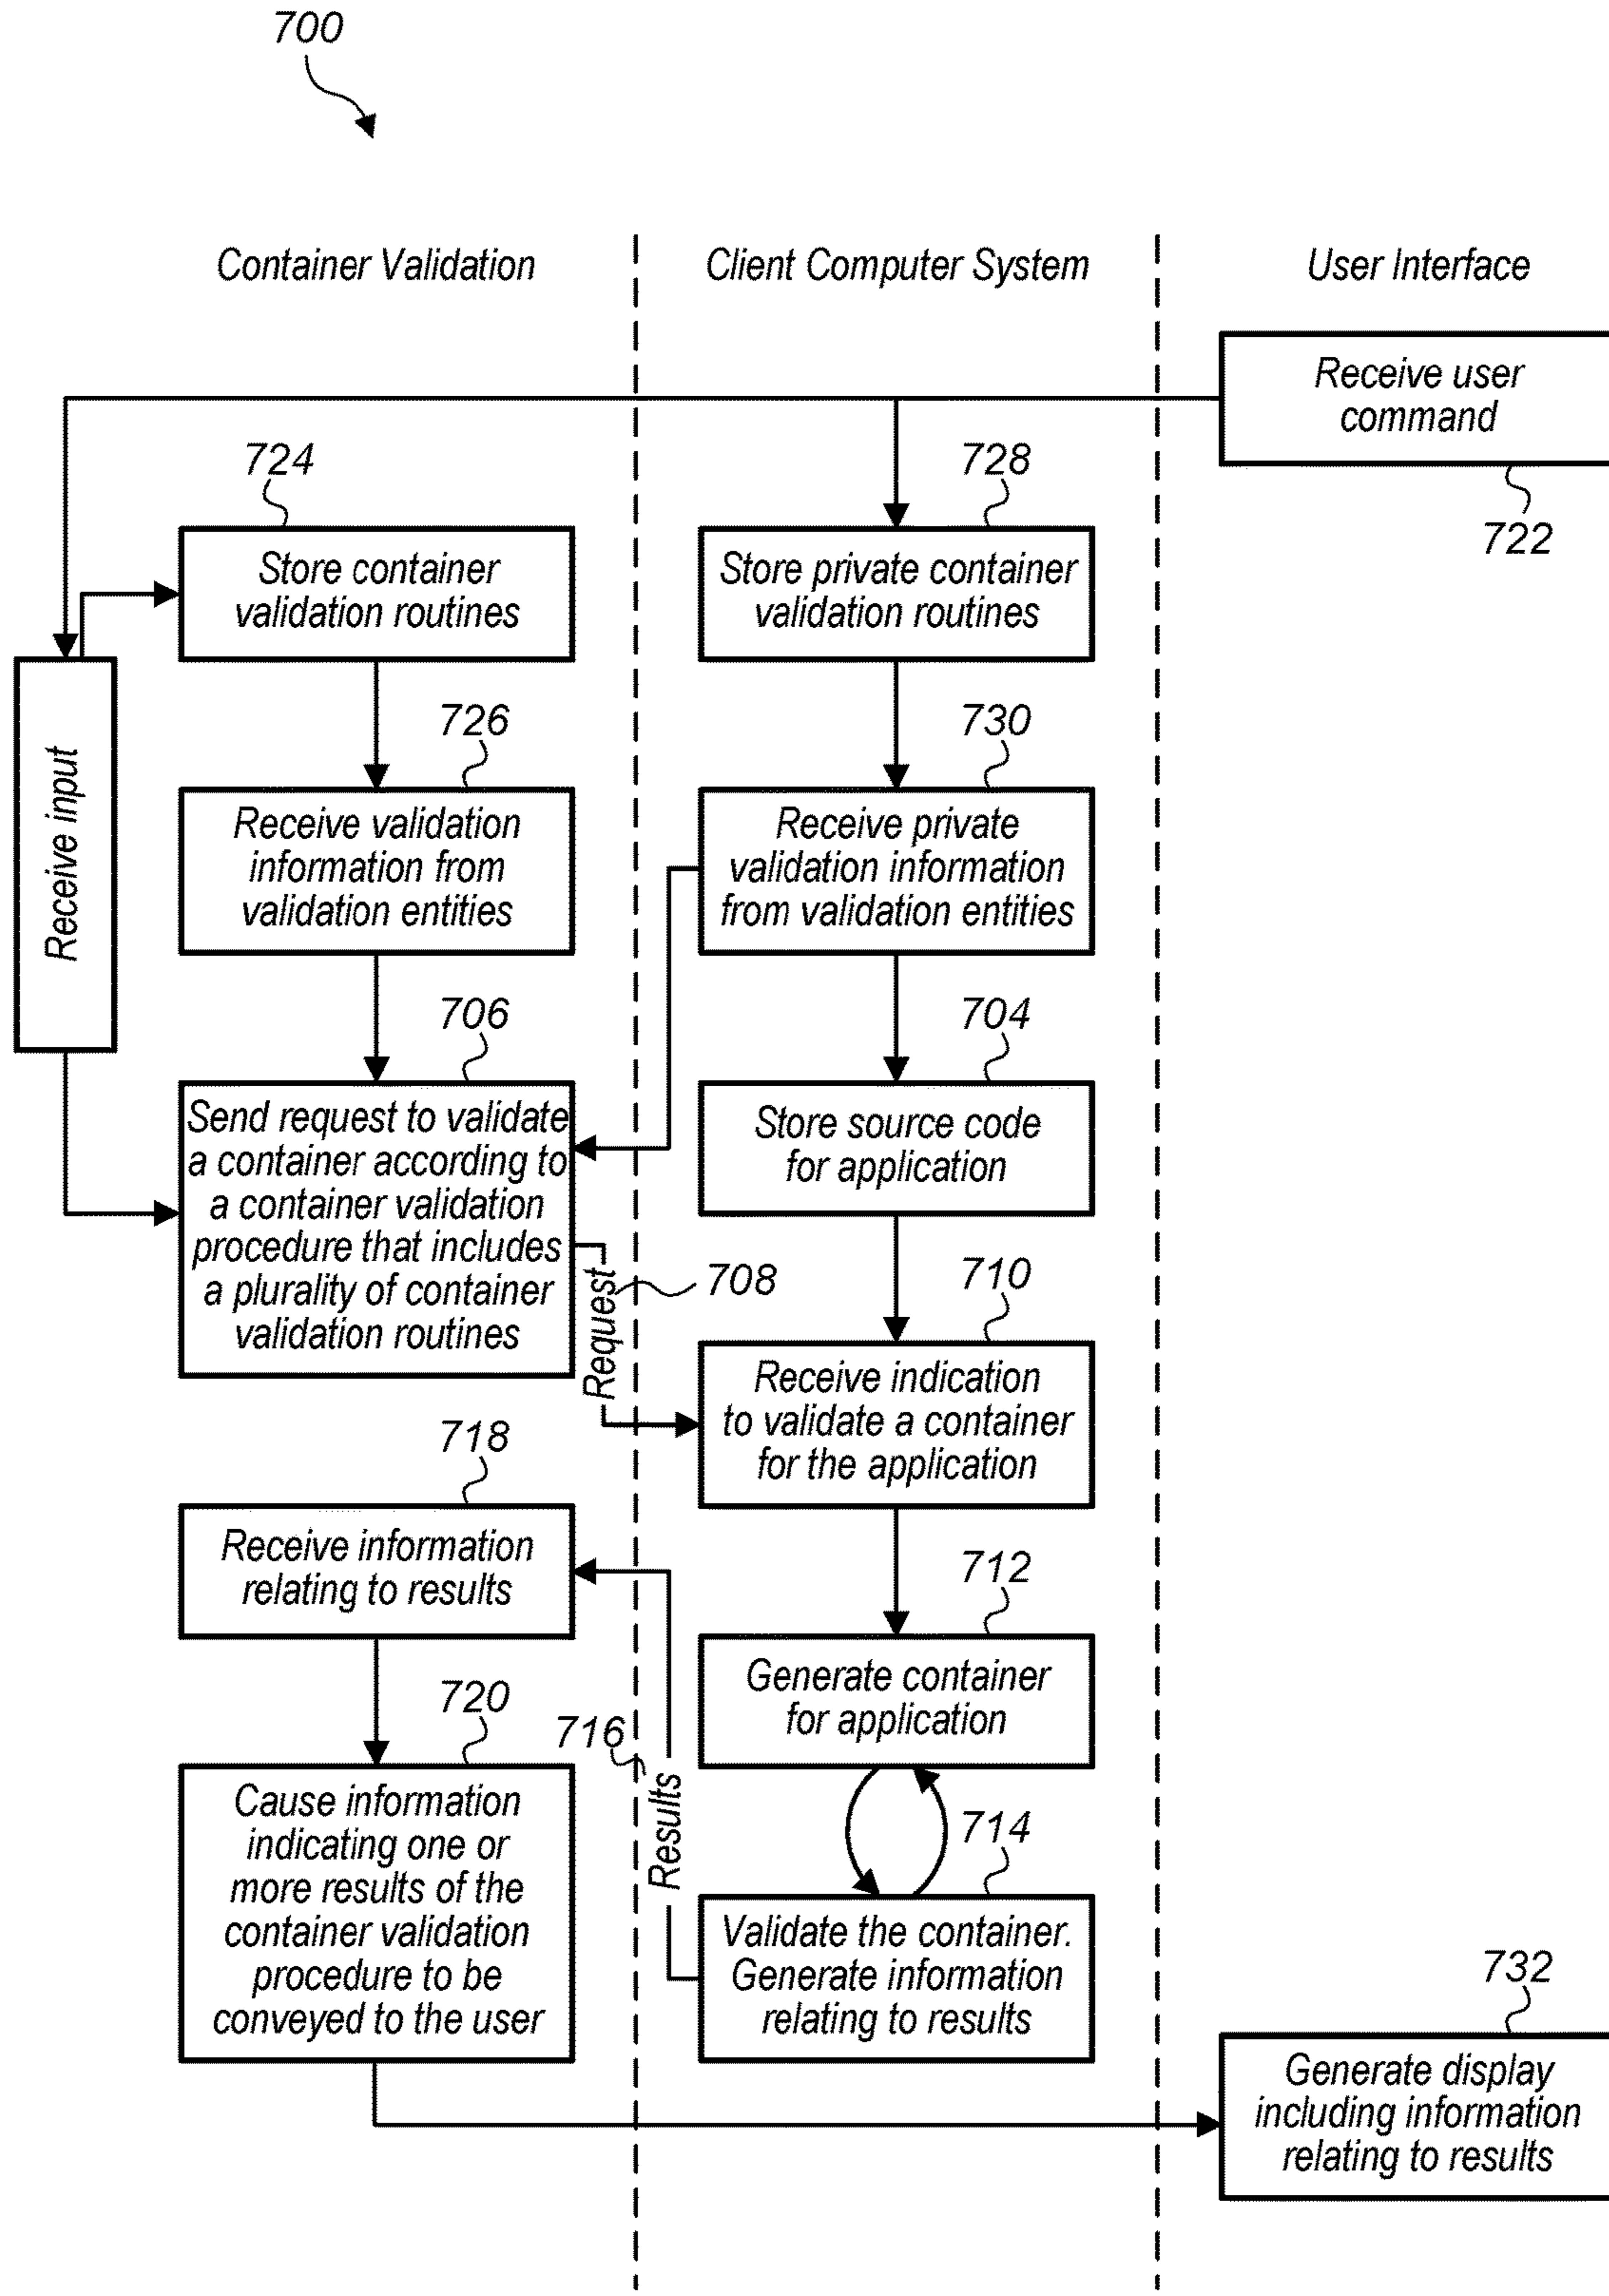 700
Container Validation
Client Computer System
User Interface
Receive user
command
722
724
Store container
validation routines
728
Store private container
validation routines
Receive input
726
Receive validation
information from
validation entities
730
Receive private
validation information
from validation entities
706
Send request to validate
a container according to
a container validation
procedure that includes
a plurality of container
validation routines
704
Store source code
for application
Request
708
710
Receive indication
to validate a container
for the application
718
Receive information
relating to results
712
Generate container
for application
720
Cause information
indicating one or
more results of the
container validation
procedure to be
conveyed to the user
716
Results
714
Validate the container.
Generate information
relating to results
732
Generate display
including information
relating to results